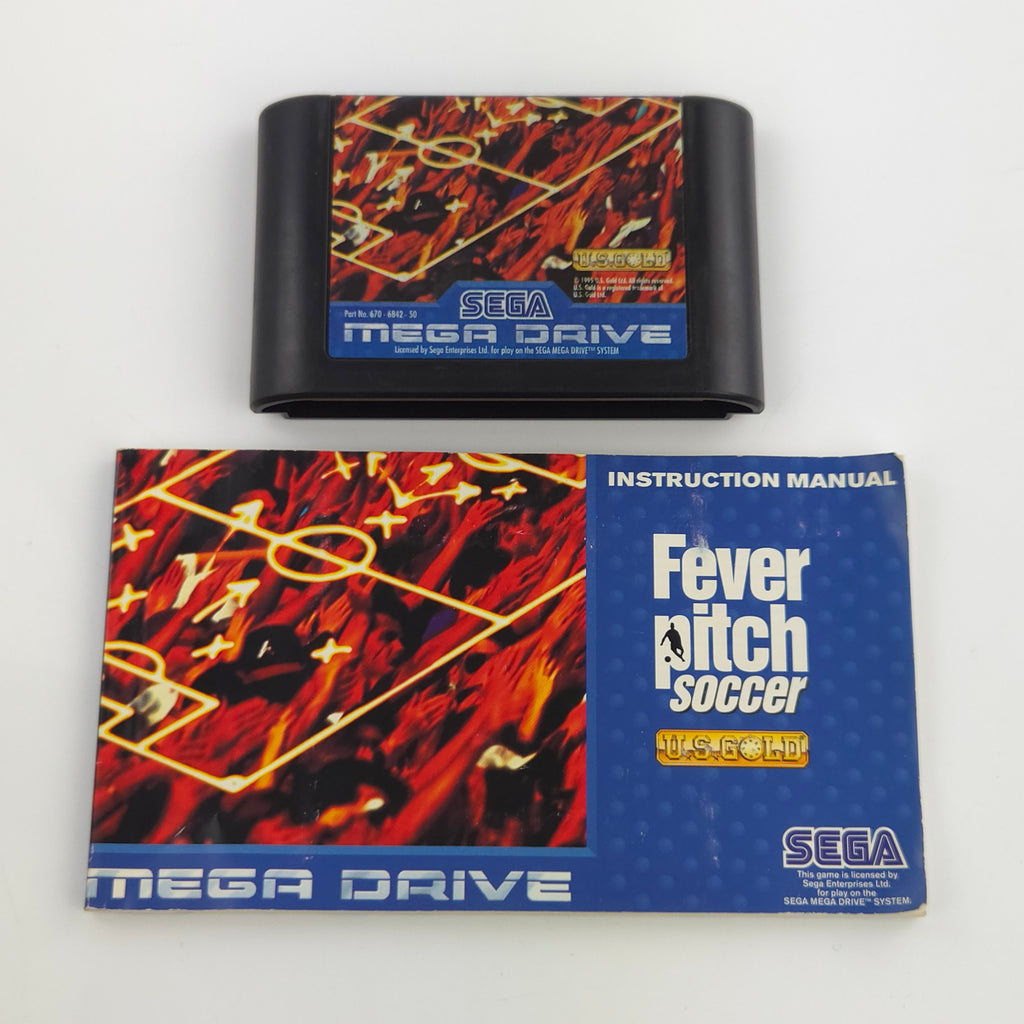 U.S.GOLD
© 1995 U.S. Gold Ltd. All rights reserved.
U.S. Gold is a registered trademark of
U.S. Gold Ltd.
SEGA
Part No. 670 - 6842 - 50
MEGA DRIVE
Licensed by Sega Enterprises Ltd. for play on the SEGA MEGA DRIVE™ SYSTEM
INSTRUCTION MANUAL
Fever
pitch
soccer
U.S.GOLD®
SEGA
This game is licensed by
Sega Enterprises Ltd.
for play on the
SEGA MEGA DRIVE™ SYSTEM.
MEGA DRIVE